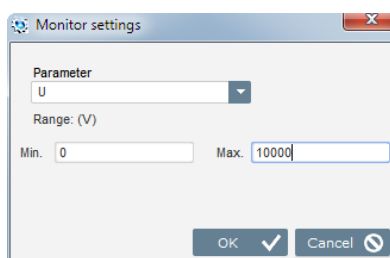 Monitor settings
Parameter
U
Range: (V)
Min. 0 Max. 10000
OK Cancel